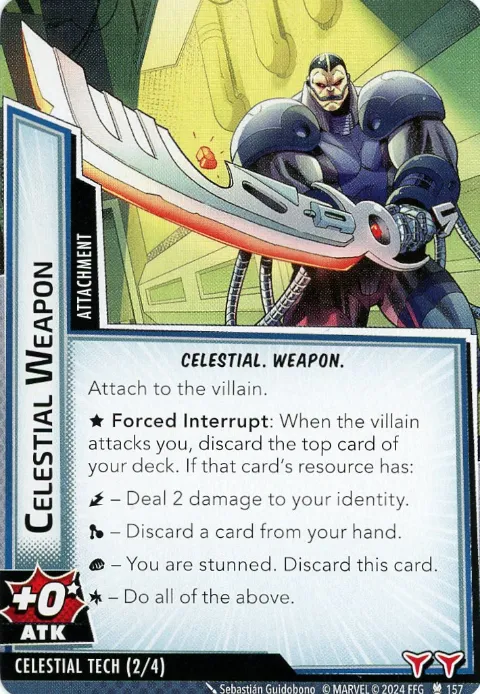 CELESTIAL WEAPON
ATTACHMENT
CELESTIAL. WEAPON.
Attach to the villain.
★ Forced Interrupt: When the villain
attacks you, discard the top card of
your deck. If that card's resource has:
– Deal 2 damage to your identity.
– Discard a card from your hand.
– You are stunned. Discard this card.
– Do all of the above.
+0★
ATK
CELESTIAL TECH (2/4)
Sebastián Guidobono © MARVEL © 2024 FFG 157